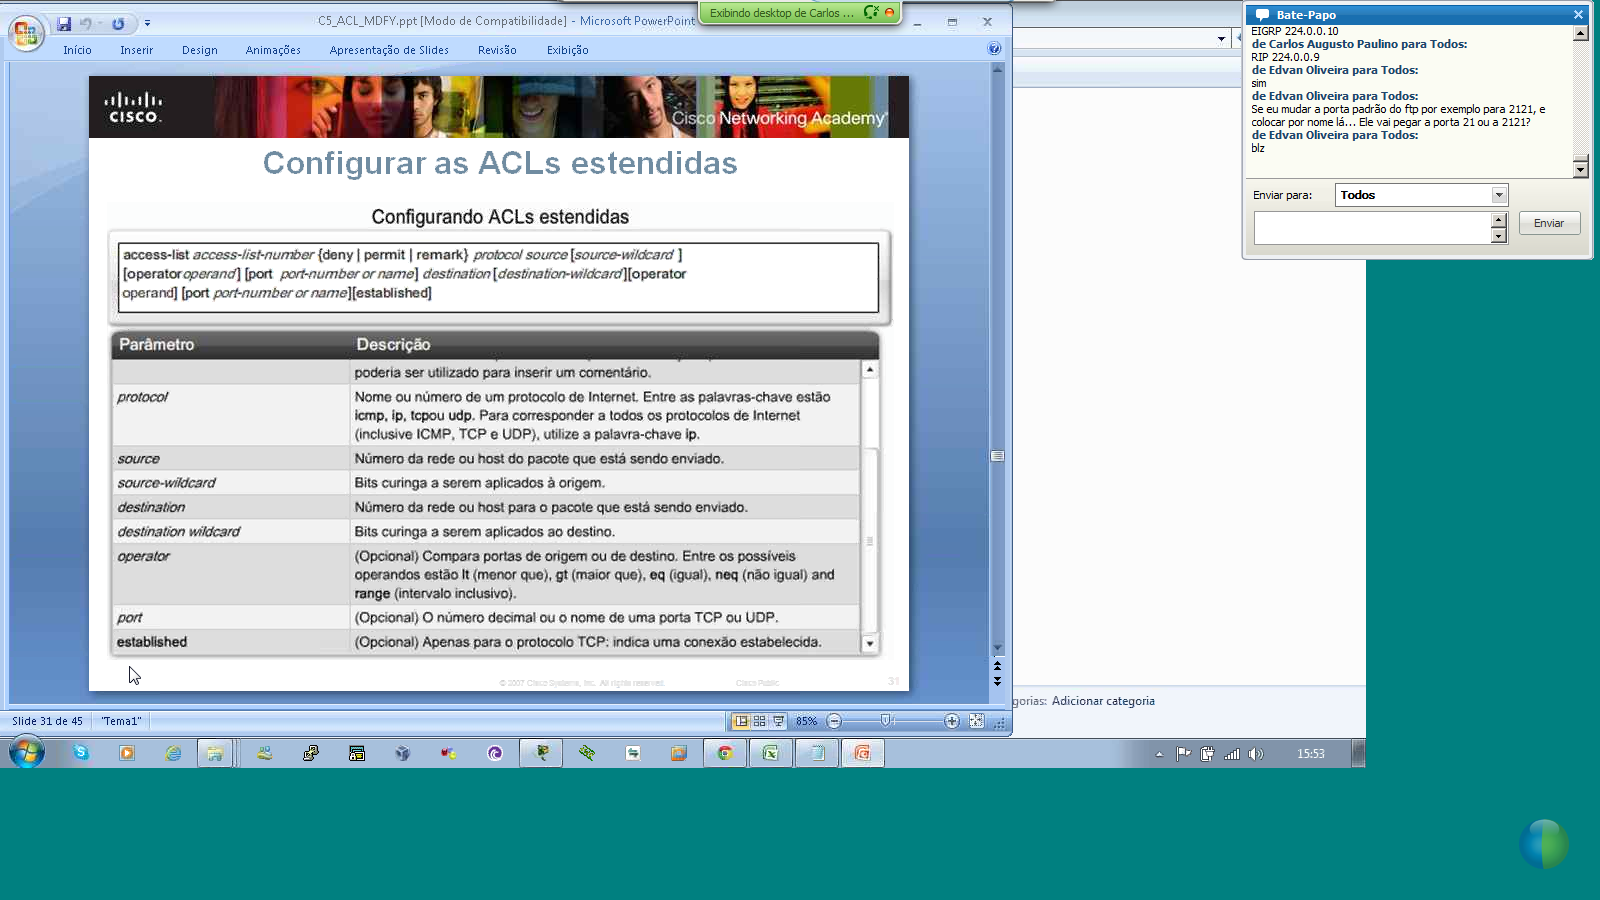 C5_ACL_MDFY.ppt [Modo de Compatibilidade] - Microsoft PowerPoint
Exibindo desktop de Carlos ...
Início Inserir Design Animações Apresentação de Slides Revisão Exibição
CISCO.
Cisco Networking Academy®
Configurar as ACLs estendidas
Configurando ACLs estendidas
access-list access-list-number {deny | permit | remark} protocol source [source-wildcard ]
[operator operand] [port port-number or name] destination [destination-wildcard][operator
operand] [port port-number or name][established]
Parâmetro Descrição
poderia ser utilizado para inserir um comentário.
protocol Nome ou número de um protocolo de Internet. Entre as palavras-chave estão
icmp, ip, tcpou udp. Para corresponder a todos os protocolos de Internet
(inclusive ICMP, TCP e UDP), utilize a palavra-chave ip.
source Número da rede ou host do pacote que está sendo enviado.
source-wildcard Bits curinga a serem aplicados à origem.
destination Número da rede ou host para o pacote que está sendo enviado.
destination wildcard Bits curinga a serem aplicados ao destino.
operator (Opcional) Compara portas de origem ou de destino. Entre os possíveis
operandos estão lt (menor que), gt (maior que), eq (igual), neq (não igual) and
range (intervalo inclusivo).
port (Opcional) O número decimal ou o nome de uma porta TCP ou UDP.
established (Opcional) Apenas para o protocolo TCP: indica uma conexão estabelecida.
© 2007 Cisco Systems, Inc. All rights reserved. Cisco Public 31
Slide 31 de 45 "Tema1" 85%
gorias: Adicionar categoria
15:53
Bate-Papo
EIGRP 224.0.0.10
de Carlos Augusto Paulino para Todos:
RIP 224.0.0.9
de Edvan Oliveira para Todos:
sim
de Edvan Oliveira para Todos:
Se eu mudar a porta padrão do ftp por exemplo para 2121, e
colocar por nome lá... Ele vai pegar a porta 21 ou a 2121?
de Edvan Oliveira para Todos:
blz
Enviar para: Todos
Enviar